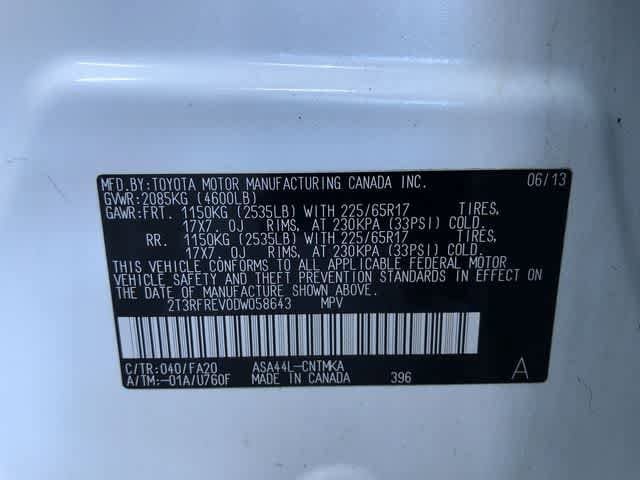 MFD.BY:TOYOTA MOTOR MANUFACTURING CANADA INC. 06/13
GVWR:2085KG (4600LB)
GAWR:FRT. 1150KG (2535LB) WITH 225/65R17 TIRES,
17X7.0J RIMS, AT 230KPA (33PSI) COLD
RR. 1150KG (2535LB) WITH 225/65R17 TIRES,
17X7.0J RIMS, AT 230KPA (33PSI) COLD.
THIS VEHICLE CONFORMS TO ALL APPLICABLE FEDERAL MOTOR
VEHICLE SAFETY AND THEFT PREVENTION STANDARDS IN EFFECT ON
THE DATE OF MANUFACTURE SHOWN ABOVE.
2T3RFREV0DW058643 MPV
C/TR:040/FA20 ASA44L-CNTMKA
A/TM:-01A/U760F MADE IN CANADA 396 A